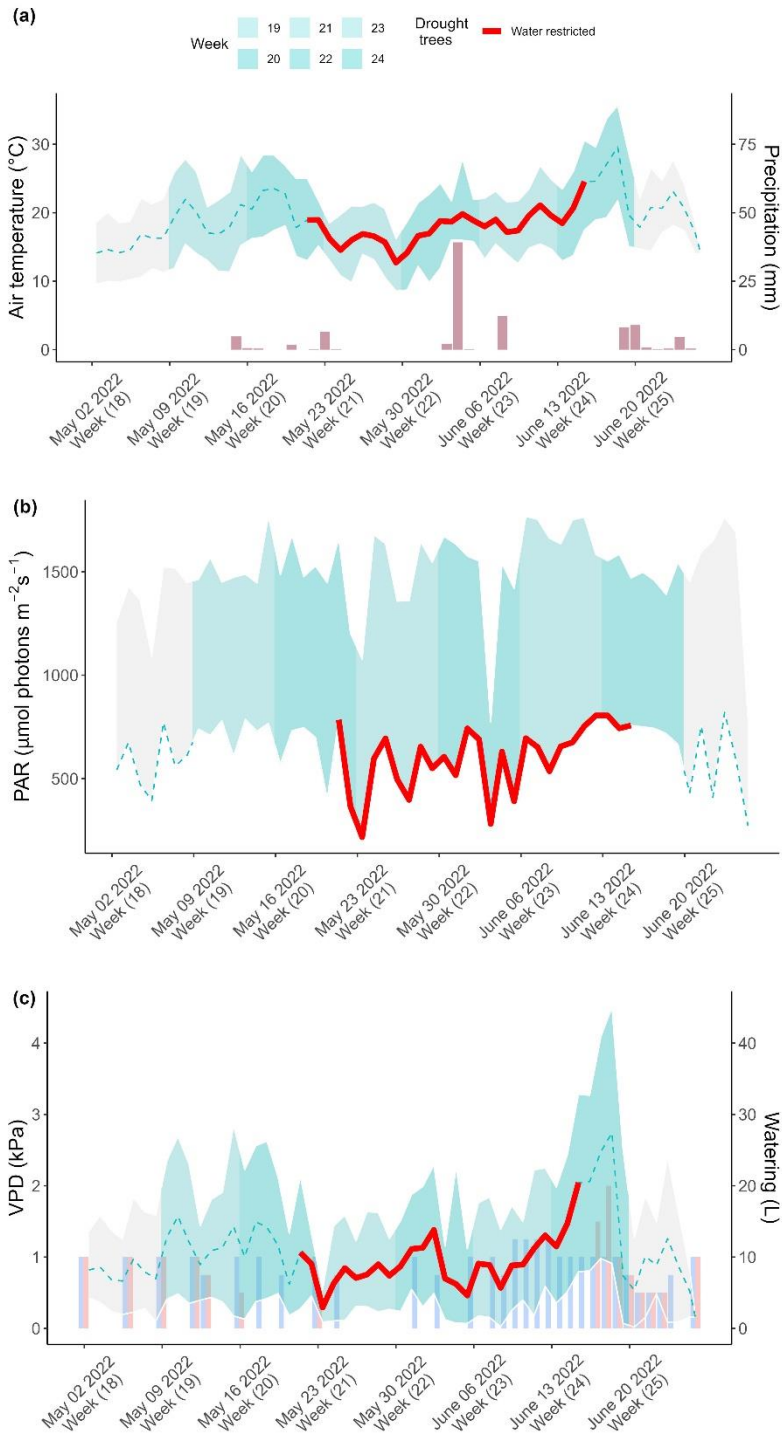 (a)
Week
19
21
23
20
22
24
Drought
trees
Water restricted
Air temperature (°C)
30
20
10
0
Precipitation (mm)
75
50
25
0
May 02 2022
Week (18)
May 09 2022
Week (19)
May 16 2022
Week (20)
May 23 2022
Week (21)
May 30 2022
Week (22)
June 06 2022
Week (23)
June 13 2022
Week (24)
June 20 2022
Week (25)
(b)
PAR (µmol photons m⁻²s⁻¹)
1500
1000
500
May 02 2022
Week (18)
May 09 2022
Week (19)
May 16 2022
Week (20)
May 23 2022
Week (21)
May 30 2022
Week (22)
June 06 2022
Week (23)
June 13 2022
Week (24)
June 20 2022
Week (25)
(c)
VPD (kPa)
4
3
2
1
0
Watering (L)
40
30
20
10
0
May 02 2022
Week (18)
May 09 2022
Week (19)
May 16 2022
Week (20)
May 23 2022
Week (21)
May 30 2022
Week (22)
June 06 2022
Week (23)
June 13 2022
Week (24)
June 20 2022
Week (25)